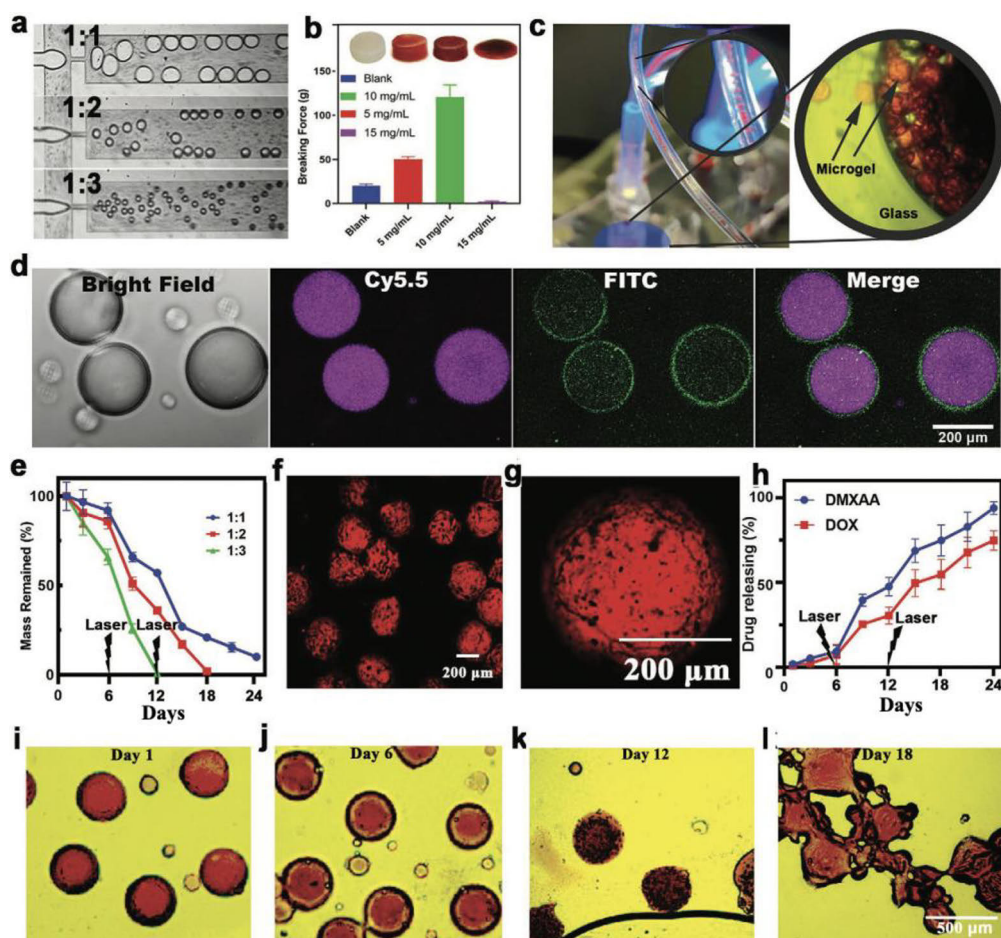 a
1:1
1:2
1:3
b
150
100
50
0
Breaking Force (g)
Blank
10 mg/mL
5 mg/mL
15 mg/mL
Blank
5 mg/mL
10 mg/mL
15 mg/mL
c
Microgel
Glass
d
Bright Field
Cy5.5
FITC
Merge
200 µm
e
100
50
0
Mass Remained (%)
1:1
1:2
1:3
Laser
Laser
0 6 12 18 24
Days
f
200 µm
g
200 µm
h
100
50
0
Drug releasing (%)
DMXAA
DOX
Laser
Laser
0 6 12 18 24
Days
i
Day 1
j
Day 6
k
Day 12
l
Day 18
500 µm